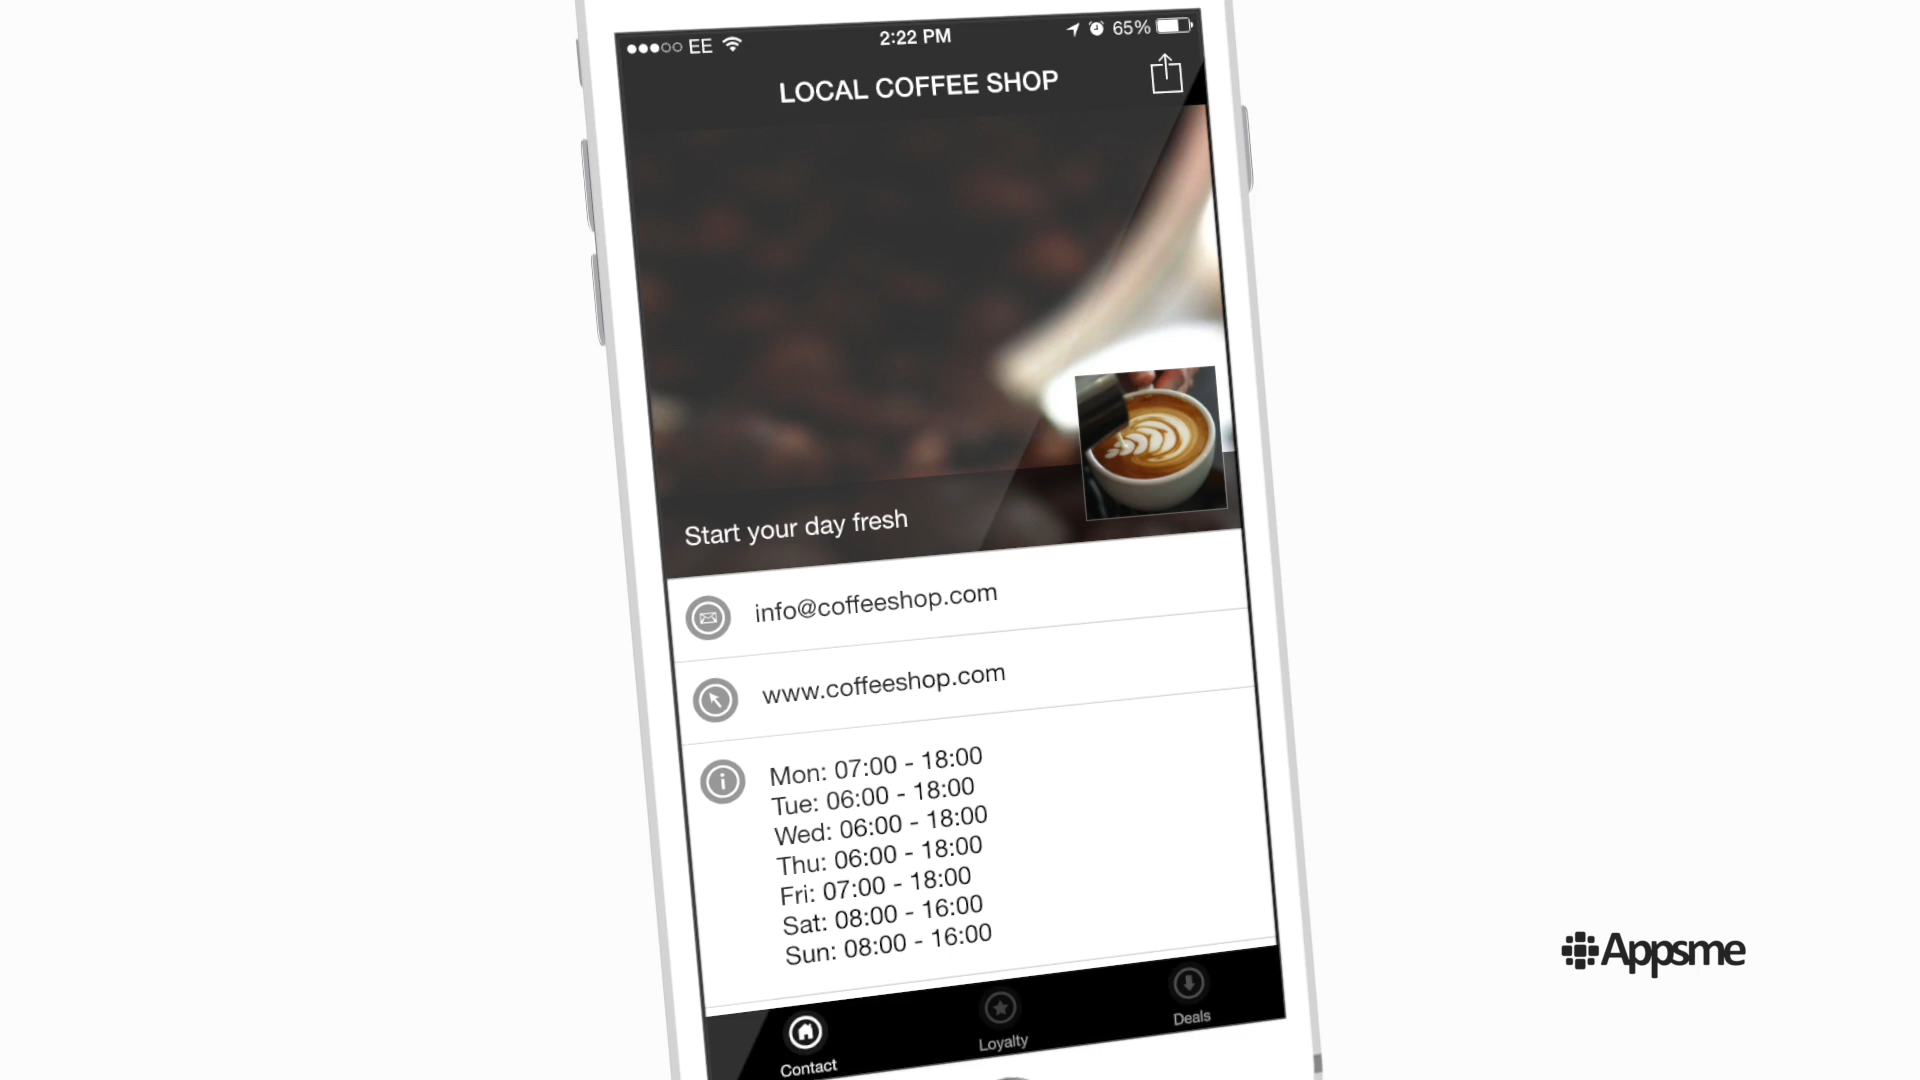 EE 2:22 PM 65%
LOCAL COFFEE SHOP
Start your day fresh
info@coffeeshop.com
www.coffeeshop.com
Mon: 07:00 - 18:00
Tue: 06:00 - 18:00
Wed: 06:00 - 18:00
Thu: 06:00 - 18:00
Fri: 07:00 - 18:00
Sat: 08:00 - 16:00
Sun: 08:00 - 16:00
Contact Loyalty Deals
Appsme